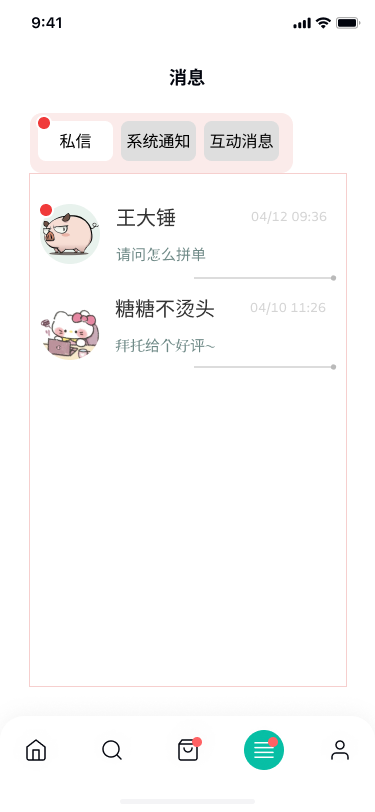 9:41
消息
私信 系统通知 互动消息
王大锤 04/12 09:36
请问怎么拼单
糖糖不烫头 04/10 11:26
拜托给个好评~